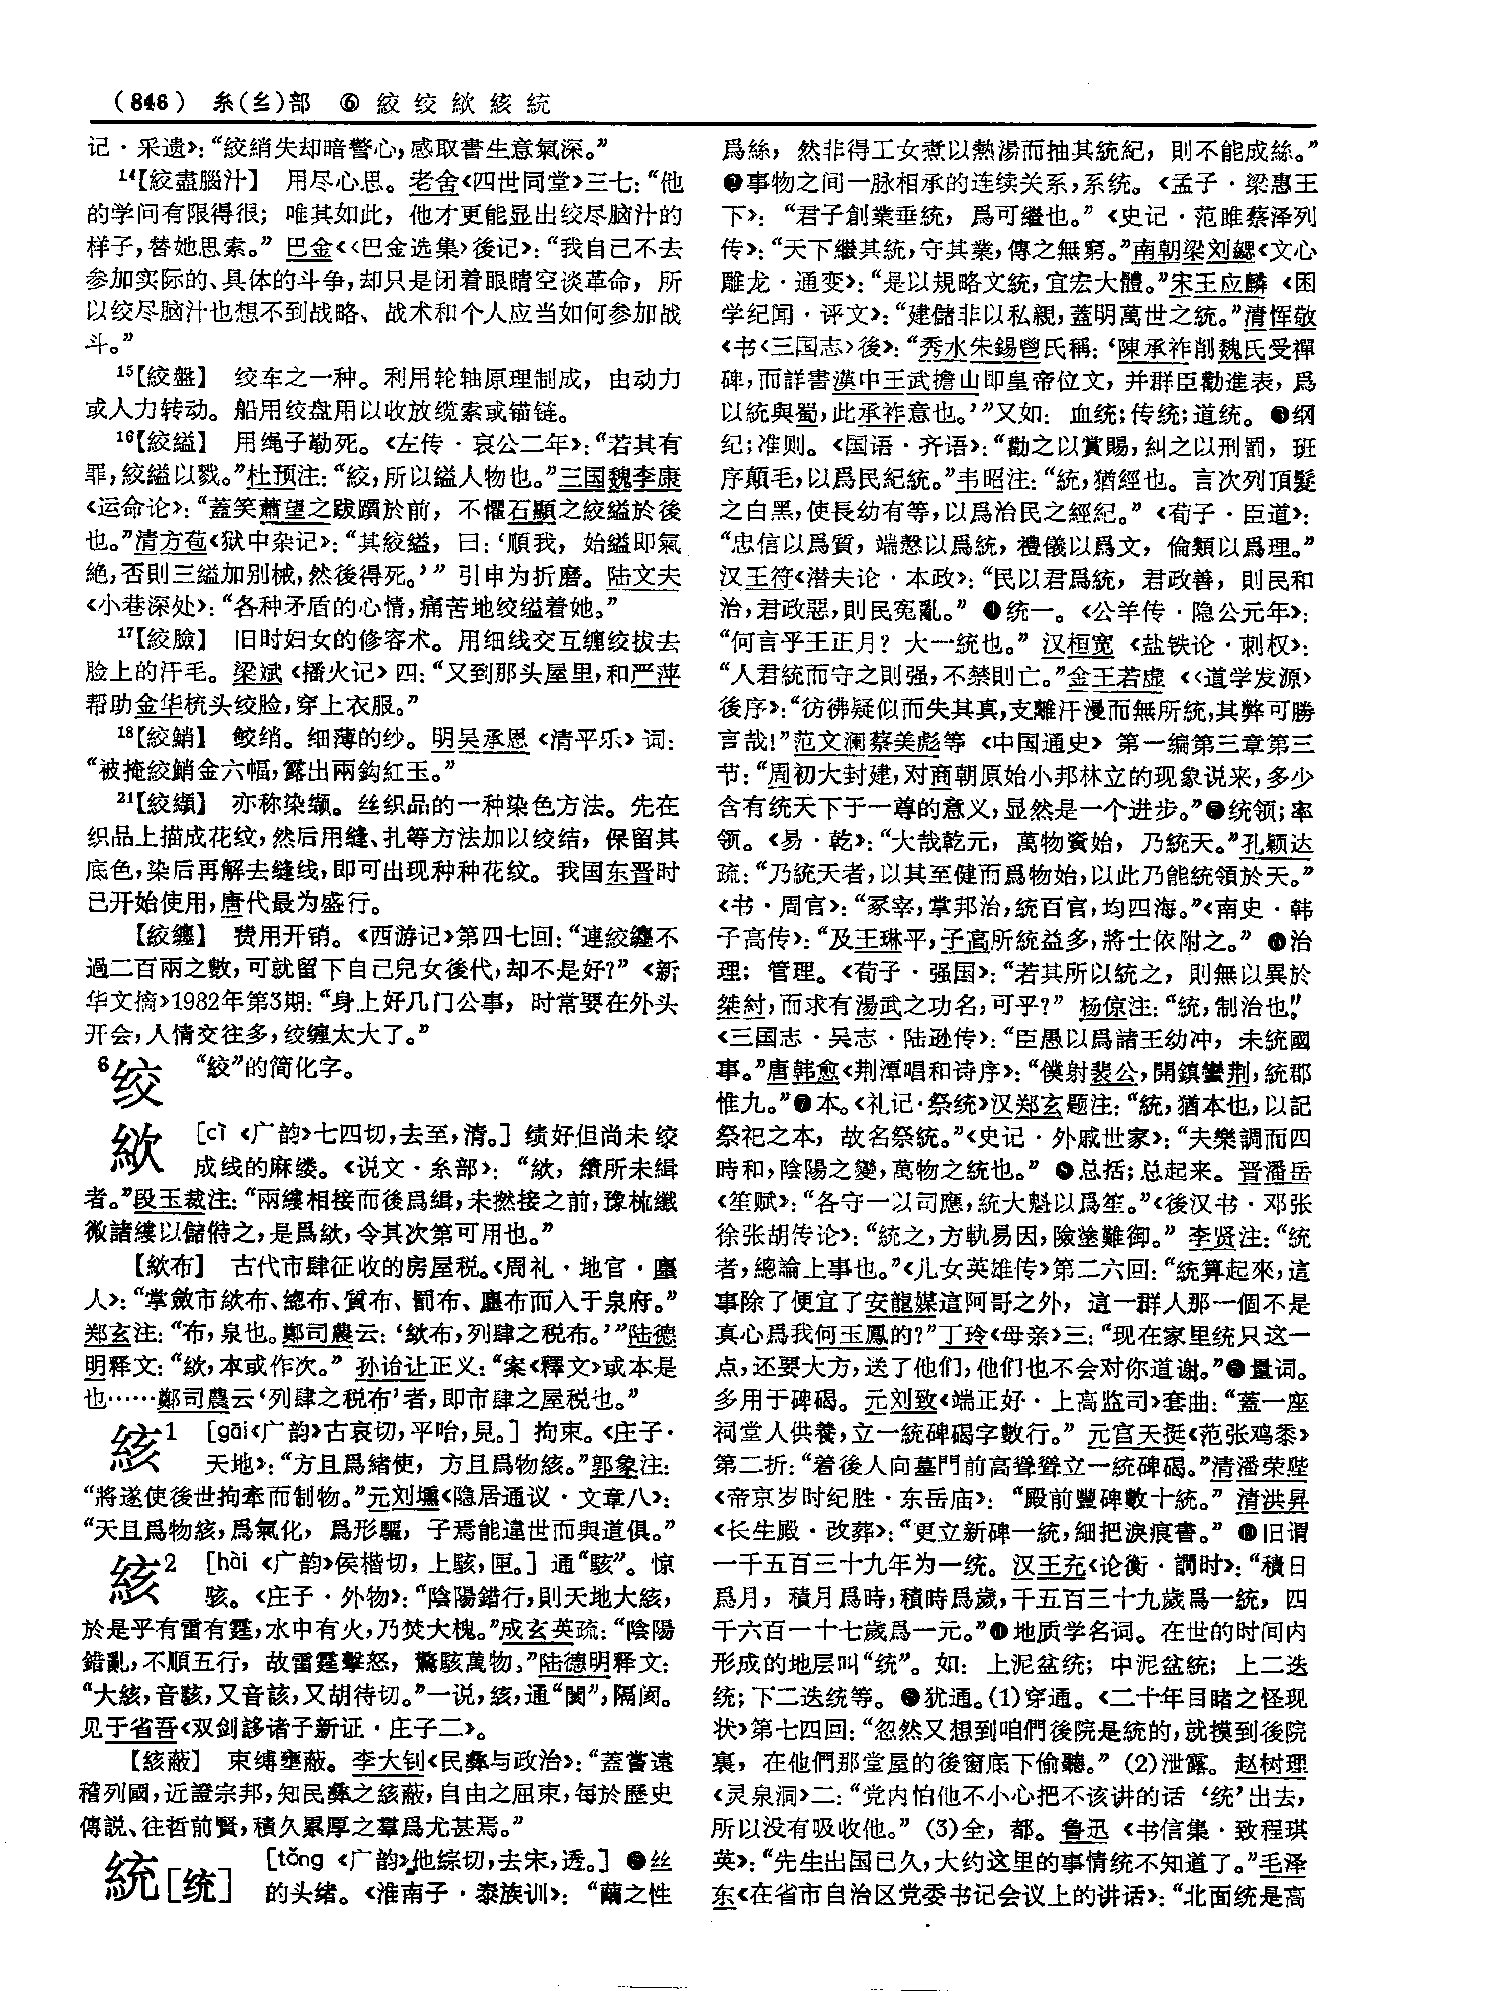 （846） 糸（纟）部 ⑥ 絞 绞 絘 絯 統
记·采遗》：“絞綃失却暗警心，感取書生意氣深。”
14【絞盡腦汁】 用尽心思。老舍《四世同堂》三七：“他
的学问有限得很；唯其如此，他才更能显出绞尽脑汁的
样子，替她思索。”巴金《〈巴金选集〉後记》：“我自己不去
参加实际的、具体的斗争，却只是闭着眼睛空谈革命，所
以绞尽脑汁也想不到战略、战术和个人应当如何参加战
斗。”
15【絞盤】 绞车之一种。利用轮轴原理制成，由动力
或人力转动。船用绞盘用以收放缆索或锚链。
16【絞縊】 用绳子勒死。《左传·哀公二年》：“若其有
罪，絞縊以戮。”杜预注：“絞，所以縊人物也。”三国魏李康
《运命论》：“蓋笑蕭望之跋躓於前，不懼石顯之絞縊於後
也。”清方苞《狱中杂记》：“其絞縊，曰：‘順我，始縊即氣
絶，否則三縊加别械，然後得死。’”引申为折磨。陆文夫
《小巷深处》：“各种矛盾的心情，痛苦地绞缢着她。”
17【絞臉】 旧时妇女的修容术。用细线交互缠绞拔去
脸上的汗毛。梁斌《播火记》四：“又到那头屋里，和严萍
帮助金华梳头绞脸，穿上衣服。”
18【絞鮹】 鲛绡。细薄的纱。明吴承恩《清平乐》词：
“被掩絞鮹金六幅，露出兩鈎紅玉。”
21【絞纈】 亦称染缬。丝织品的一种染色方法。先在
织品上描成花纹，然后用缝、扎等方法加以绞结，保留其
底色，染后再解去缝线，即可出现种种花纹。我国东晋时
已开始使用，唐代最为盛行。
【絞纏】 费用开销。《西游记》第四七回：“連絞纏不
過二百兩之數，可就留下自己兒女後代，却不是好？”《新
华文摘》1982年第3期：“身上好几门公事，时常要在外头
开会，人情交往多，绞缠太大了。”
6绞 “絞”的简化字。
絘 [cì 《广韵》七四切，去至，清。] 绩好但尚未绞
成线的麻缕。《说文·糸部》：“絘，績所未緝
者。”段玉裁注：“兩縷相接而後爲緝，未撚接之前，豫梳纖
微諸縷以儲偫之，是爲絘，令其次第可用也。”
【絘布】 古代市肆征收的房屋税。《周礼·地官·廛
人》：“掌斂市絘布、總布、質布、罰布、廛布而入于泉府。”
郑玄注：“布，泉也。鄭司農云：‘絘布，列肆之税布。’”陆德
明释文：“絘，本或作次。”孙诒让正义：“案《釋文》或本是
也……鄭司農云‘列肆之税布’者，即市肆之屋税也。”
絯1 [gāi《广韵》古哀切，平咍，見。] 拘束。《庄子·
天地》：“方且爲緒使，方且爲物絯。”郭象注：
“將遂使後世拘牽而制物。”元刘壎《隐居通议·文章八》：
“天且爲物絯，爲氣化，爲形驅，子焉能違世而與道俱。”
絯2 [hài 《广韵》侯楷切，上駭，匣。] 通“駭”。惊
骇。《庄子·外物》：“陰陽錯行，則天地大絯，
於是乎有雷有霆，水中有火，乃焚大槐。”成玄英疏：“陰陽
錯亂，不順五行，故雷霆擊怒，驚駭萬物，”陆德明释文：
“大絯，音駭，又音該，又胡待切。”一说，絯，通“閡”，隔阂。
见于省吾《双剑誃诸子新证·庄子二》。
【絯蔽】 束缚壅蔽。李大钊《民彝与政治》：“蓋嘗遠
稽列國，近證宗邦，知民彝之絯蔽，自由之屈束，每於歷史
傳説、往哲前賢，積久累厚之羣爲尤甚焉。”
統[统] [tǒng 《广韵》他综切，去宋，透。] ❶丝
的头绪。《淮南子·泰族训》：“繭之性
爲絲，然非得工女煮以熱湯而抽其統紀，則不能成絲。”
❷事物之间一脉相承的连续关系，系统。《孟子·梁惠王
下》：“君子創業垂統，爲可繼也。”《史记·范雎蔡泽列
传》：“天下繼其統，守其業，傳之無窮。”南朝梁刘勰《文心
雕龙·通变》：“是以規略文統，宜宏大體。”宋王应麟《困
学纪闻·评文》：“建儲非以私親，蓋明萬世之統。”清恽敬
《书〈三国志〉後》：“秀水朱錫鬯氏稱：‘陳承祚削魏氏受禪
碑，而詳書漢中王武擔山即皇帝位文，并群臣勸進表，爲
以統與蜀，此承祚意也。’”又如：血统；传统；道统。❸纲
纪；准则。《国语·齐语》：“勸之以賞賜，糾之以刑罰，班
序顛毛，以爲民紀統。”韦昭注：“統，猶經也。言次列頂髮
之白黑，使長幼有等，以爲治民之經紀。”《荀子·臣道》：
“忠信以爲質，端慤以爲統，禮儀以爲文，倫類以爲理。”
汉王符《潜夫论·本政》：“民以君爲統，君政善，則民和
治，君政惡，則民冤亂。”❹统一。《公羊传·隐公元年》：
“何言乎王正月？大一統也。”汉桓宽《盐铁论·刺权》：
“人君統而守之則强，不禁則亡。”金王若虚《〈道学发源〉
後序》：“彷彿疑似而失其真，支離汗漫而無所統，其弊可勝
言哉！”范文澜蔡美彪等《中国通史》第一编第三章第三
节：“周初大封建，对商朝原始小邦林立的现象说来，多少
含有统天下于一尊的意义，显然是一个进步。”❺统领；率
领。《易·乾》：“大哉乾元，萬物資始，乃統天。”孔颖达
疏：“乃統天者，以其至健而爲物始，以此乃能統領於天。”
《书·周官》：“冢宰，掌邦治，統百官，均四海。”《南史·韩
子高传》：“及王琳平，子高所統益多，將士依附之。”❻治
理；管理。《荀子·强国》：“若其所以統之，則無以異於
桀紂，而求有湯武之功名，可乎？”杨倞注：“統，制治也。”
《三国志·吴志·陆逊传》：“臣愚以爲諸王幼冲，未統國
事。”唐韩愈《荆潭唱和诗序》：“僕射裴公，開鎮蠻荆，統郡
惟九。”❼本。《礼记·祭统》汉郑玄题注：“統，猶本也，以記
祭祀之本，故名祭統。”《史记·外戚世家》：“夫樂調而四
時和，陰陽之變，萬物之統也。”❽总括；总起来。晋潘岳
《笙赋》：“各守一以司應，統大魁以爲笙。”《後汉书·邓张
徐张胡传论》：“統之，方軌易因，險塗難御。”李贤注：“統
者，總論上事也。”《儿女英雄传》第二六回：“統算起來，這
事除了便宜了安龍媒這阿哥之外，這一群人那一個不是
真心爲我何玉鳳的？”丁玲《母亲》三：“现在家里统只这一
点，还要大方，送了他们，他们也不会对你道谢。”❾量词。
多用于碑碣。元刘致《端正好·上高监司》套曲：“蓋一座
祠堂人供養，立一統碑碣字數行。”元宫天挺《范张鸡黍》
第二折：“着後人向墓門前高聳聳立一統碑碣。”清潘荣陛
《帝京岁时纪胜·东岳庙》：“殿前豐碑數十統。”清洪昇
《长生殿·改葬》：“更立新碑一統，細把淚痕書。”❿旧谓
一千五百三十九年为一统。汉王充《论衡·䜋时》：“積日
爲月，積月爲時，積時爲歲，千五百三十九歲爲一統，四
千六百一十七歲爲一元。”⓫地质学名词。在世的时间内
形成的地层叫“统”。如：上泥盆统；中泥盆统；上二迭
统；下二迭统等。⓬犹通。(1)穿通。《二十年目睹之怪现
状》第七四回：“忽然又想到咱們後院是統的，就摸到後院
裏，在他們那堂屋的後窗底下偷聽。”(2)泄露。赵树理
《灵泉洞》二：“党内怕他不小心把不该讲的话‘统’出去，
所以没有吸收他。”(3)全，都。鲁迅《书信集·致程琪
英》：“先生出国已久，大约这里的事情统不知道了。”毛泽
东《在省市自治区党委书记会议上的讲话》：“北面统是高